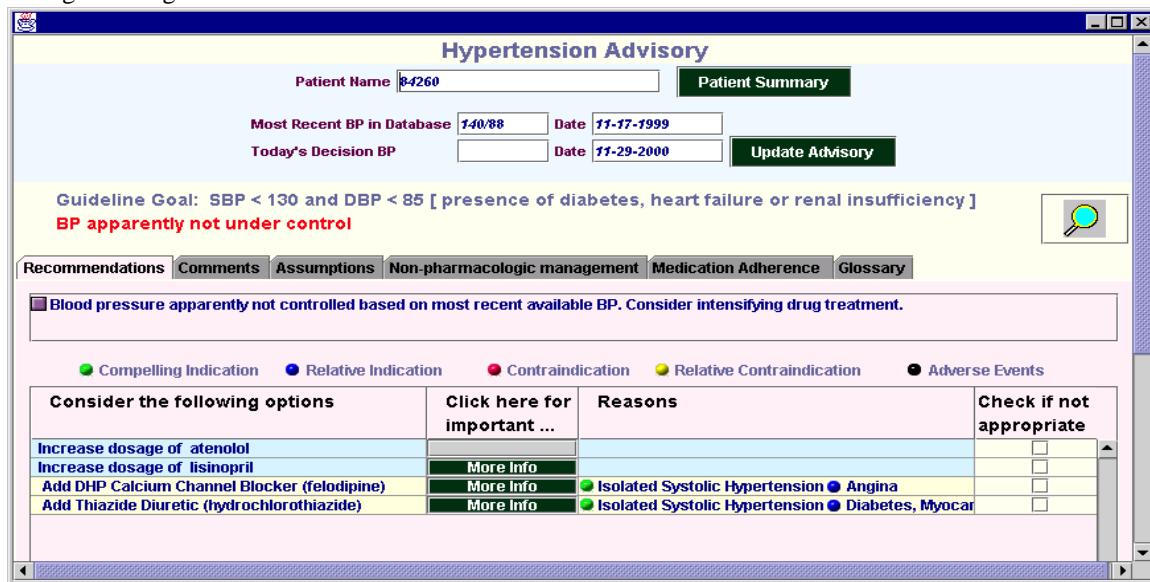 Hypertension Advisory
Patient Name 84260 Patient Summary
Most Recent BP in Database 140/88 Date 11-17-1999
Today's Decision BP Date 11-29-2000 Update Advisory
Guideline Goal: SBP < 130 and DBP < 85 [ presence of diabetes, heart failure or renal insufficiency ]
BP apparently not under control
Recommendations Comments Assumptions Non-pharmacologic management Medication Adherence Glossary
Blood pressure apparently not controlled based on most recent available BP. Consider intensifying drug treatment.
Compelling Indication Relative Indication Contraindication Relative Contraindication Adverse Events
Consider the following options Click here for important ... Reasons Check if not appropriate
Increase dosage of atenolol
Increase dosage of lisinopril More Info
Add DHP Calcium Channel Blocker (felodipine) More Info Isolated Systolic Hypertension Angina
Add Thiazide Diuretic (hydrochlorothiazide) More Info Isolated Systolic Hypertension Diabetes, Myocar